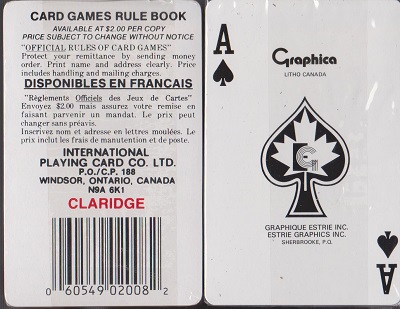 CARD GAMES RULE BOOK
AVAILABLE AT $2.00 PER COPY
PRICE SUBJECT TO CHANGE WITHOUT NOTICE
"OFFICIAL RULES OF CARD GAMES"
Protect your remittance by sending money
order. Print name and address clearly. Price
includes handling and mailing charges.
DISPONIBLES EN FRANCAIS
"Règlements Officiels des Jeux de Cartes"
Envoyez $2.00 mais assurez votre remise en
faisant parvenir un mandat. Le prix peut
changer sans préavis.
Inscrivez nom et adresse en lettres moulées. Le
prix inclut les frais de manutention et de poste.
INTERNATIONAL
PLAYING CARD CO. LTD.
P.O./C.P. 188
WINDSOR, ONTARIO, CANADA
N9A 6K1
CLARIDGE
0 60549 02008 2
A
Graphica
LITHO CANADA
GRAPHIQUE ESTRIE INC.
ESTRIE GRAPHICS INC.
SHERBROOKE, P.Q.
A